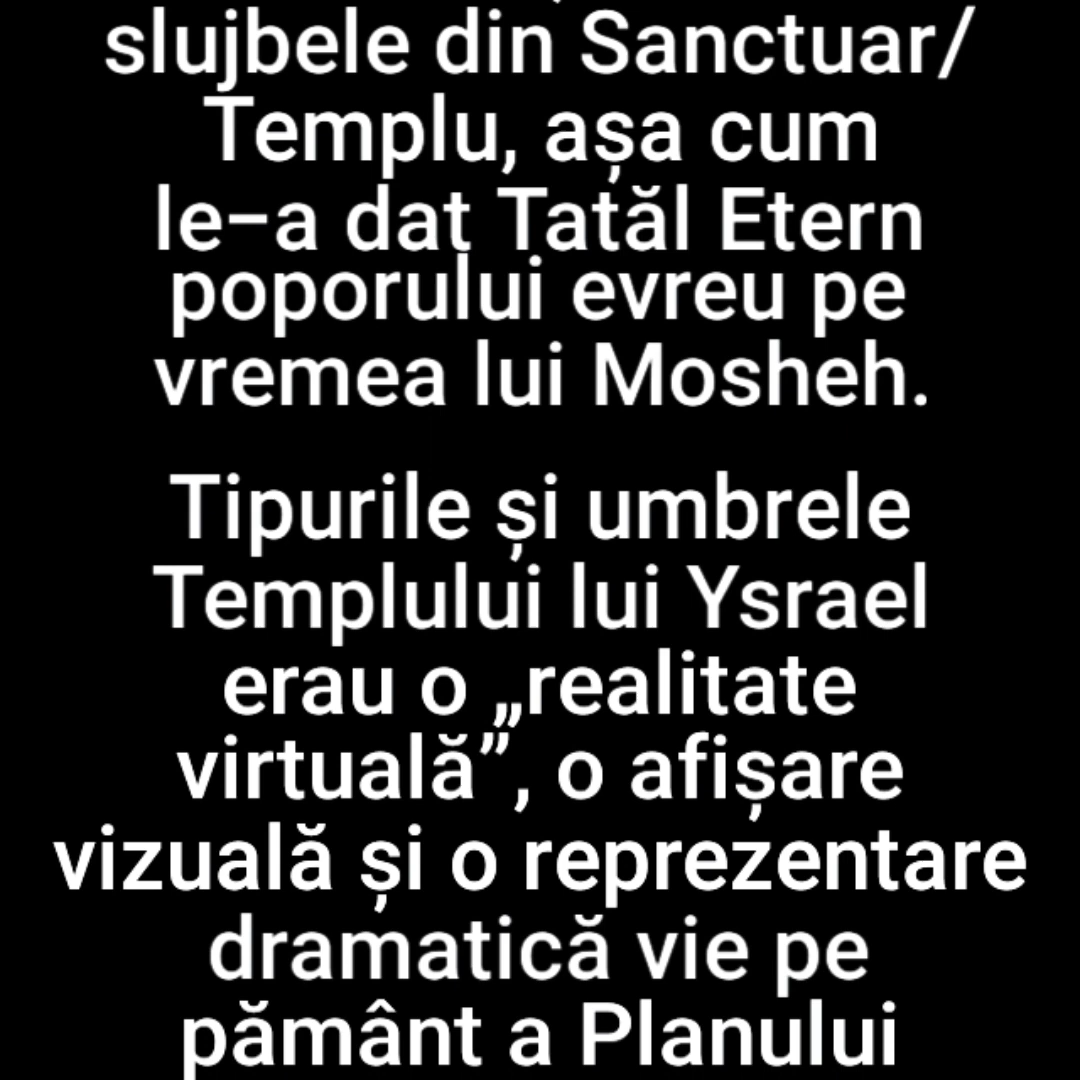 slujbele din Sanctuar/
Templu, așa cum
le-a dat Tatăl Etern
poporului evreu pe
vremea lui Mosheh.
Tipurile și umbrele
Templului lui Ysrael
erau o „realitate
virtuală”, o afișare
vizuală și o reprezentare
dramatică vie pe
pământ a Planului